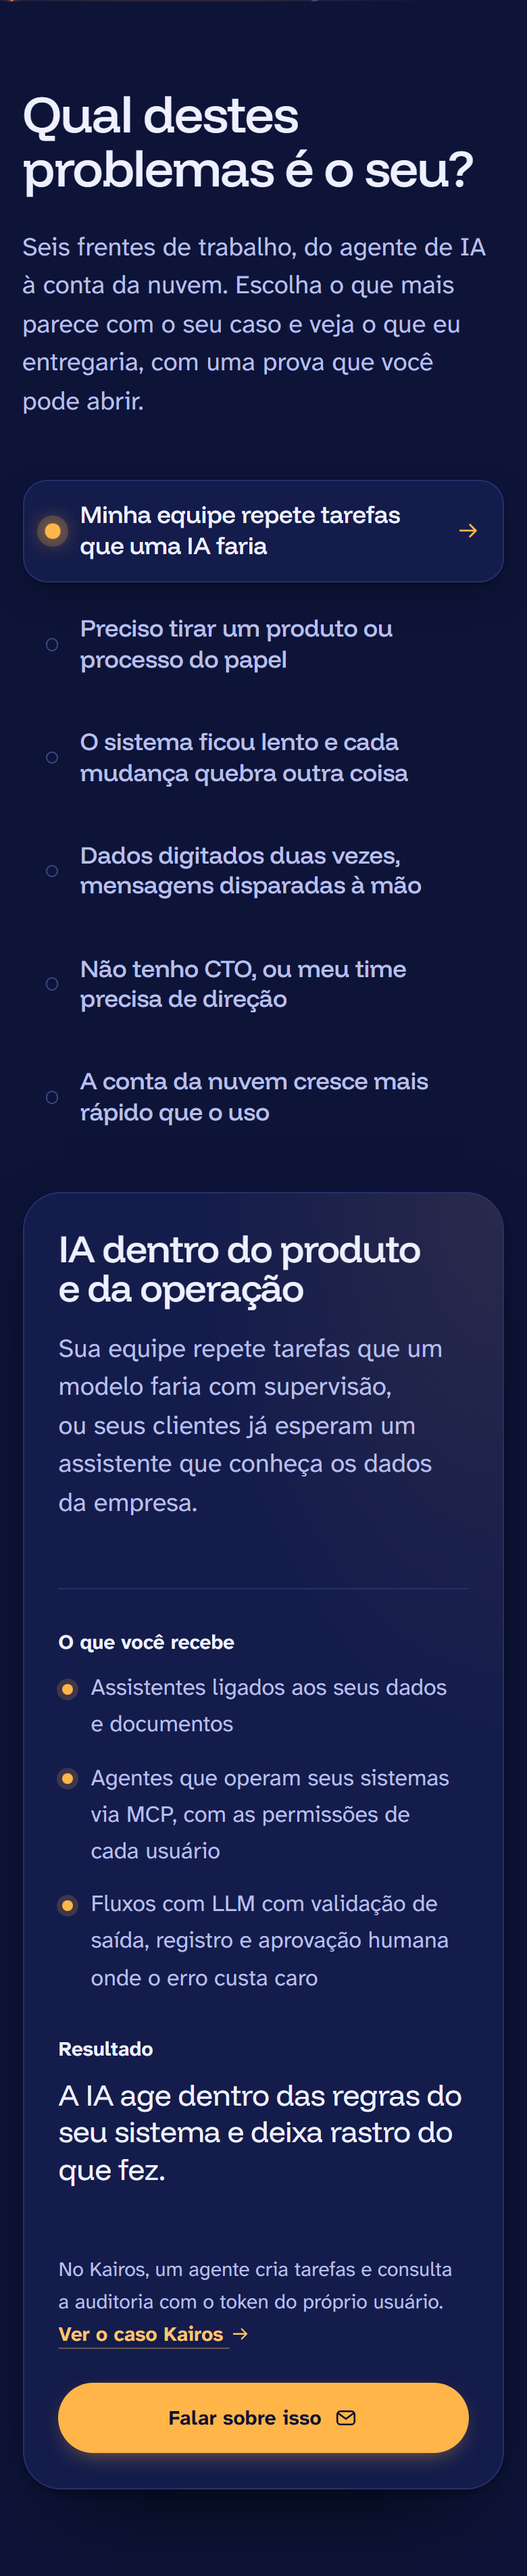 Qual destes
problemas é o seu?
Seis frentes de trabalho, do agente de IA
à conta da nuvem. Escolha o que mais
parece com o seu caso e veja o que eu
entregaria, com uma prova que você
pode abrir.
Minha equipe repete tarefas
que uma IA faria
Preciso tirar um produto ou
processo do papel
O sistema ficou lento e cada
mudança quebra outra coisa
Dados digitados duas vezes,
mensagens disparadas à mão
Não tenho CTO, ou meu time
precisa de direção
A conta da nuvem cresce mais
rápido que o uso
IA dentro do produto
e da operação
Sua equipe repete tarefas que um
modelo faria com supervisão,
ou seus clientes já esperam um
assistente que conheça os dados
da empresa.
O que você recebe
Assistentes ligados aos seus dados
e documentos
Agentes que operam seus sistemas
via MCP, com as permissões de
cada usuário
Fluxos com LLM com validação de
saída, registro e aprovação humana
onde o erro custa caro
Resultado
A IA age dentro das regras do
seu sistema e deixa rastro do
que fez.
No Kairos, um agente cria tarefas e consulta
a auditoria com o token do próprio usuário.
Ver o caso Kairos →
Falar sobre isso